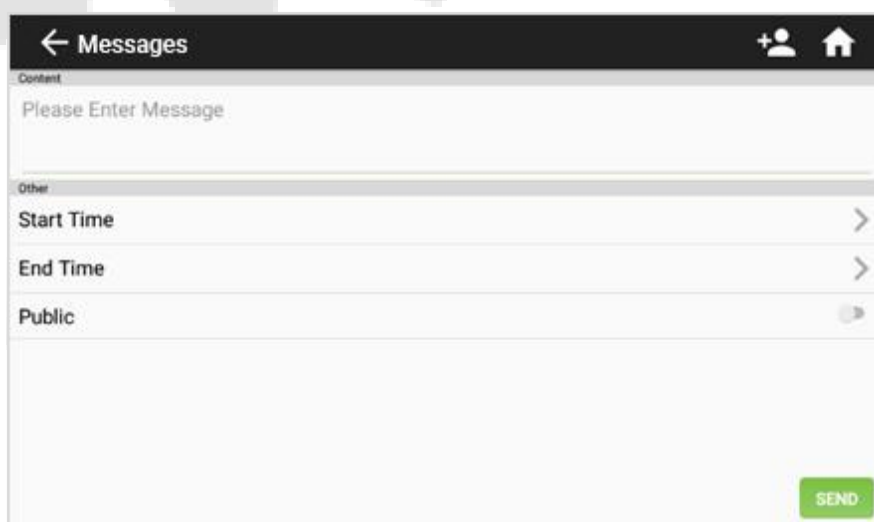 Messages
Content
Please Enter Message
Other
Start Time
End Time
Public
SEND